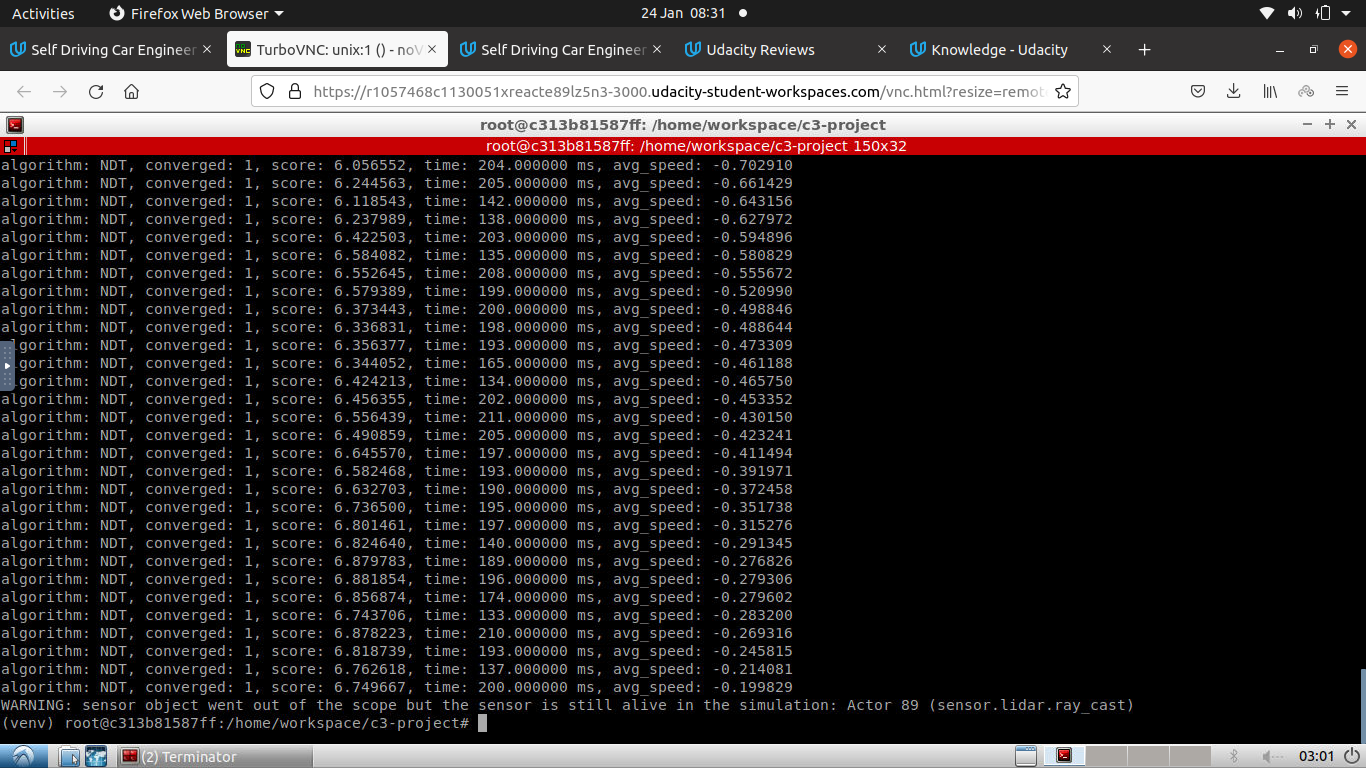 Activities Firefox Web Browser 24 Jan 08:31
Self Driving Car Engineer TurboVNC: unix:1 () - noV Self Driving Car Engineer Udacity Reviews Knowledge - Udacity
https://r1057468c1130051xreacte89lz5n3-3000.udacity-student-workspaces.com/vnc.html?resize=remot
root@c313b81587ff: /home/workspace/c3-project
root@c313b81587ff: /home/workspace/c3-project 150x32
algorithm: NDT, converged: 1, score: 6.056552, time: 204.000000 ms, avg_speed: -0.702910
algorithm: NDT, converged: 1, score: 6.244563, time: 205.000000 ms, avg_speed: -0.661429
algorithm: NDT, converged: 1, score: 6.118543, time: 142.000000 ms, avg_speed: -0.643156
algorithm: NDT, converged: 1, score: 6.237989, time: 138.000000 ms, avg_speed: -0.627972
algorithm: NDT, converged: 1, score: 6.422503, time: 203.000000 ms, avg_speed: -0.594896
algorithm: NDT, converged: 1, score: 6.584082, time: 135.000000 ms, avg_speed: -0.580829
algorithm: NDT, converged: 1, score: 6.552645, time: 208.000000 ms, avg_speed: -0.555672
algorithm: NDT, converged: 1, score: 6.579389, time: 199.000000 ms, avg_speed: -0.520990
algorithm: NDT, converged: 1, score: 6.373443, time: 200.000000 ms, avg_speed: -0.498846
algorithm: NDT, converged: 1, score: 6.336831, time: 198.000000 ms, avg_speed: -0.488644
lgorithm: NDT, converged: 1, score: 6.356377, time: 193.000000 ms, avg_speed: -0.473309
lgorithm: NDT, converged: 1, score: 6.344052, time: 165.000000 ms, avg_speed: -0.461188
algorithm: NDT, converged: 1, score: 6.424213, time: 134.000000 ms, avg_speed: -0.465750
algorithm: NDT, converged: 1, score: 6.456355, time: 202.000000 ms, avg_speed: -0.453352
algorithm: NDT, converged: 1, score: 6.556439, time: 211.000000 ms, avg_speed: -0.430150
algorithm: NDT, converged: 1, score: 6.490859, time: 205.000000 ms, avg_speed: -0.423241
algorithm: NDT, converged: 1, score: 6.645570, time: 197.000000 ms, avg_speed: -0.411494
algorithm: NDT, converged: 1, score: 6.582468, time: 193.000000 ms, avg_speed: -0.391971
algorithm: NDT, converged: 1, score: 6.632703, time: 190.000000 ms, avg_speed: -0.372458
algorithm: NDT, converged: 1, score: 6.736500, time: 195.000000 ms, avg_speed: -0.351738
algorithm: NDT, converged: 1, score: 6.801461, time: 197.000000 ms, avg_speed: -0.315276
algorithm: NDT, converged: 1, score: 6.824640, time: 140.000000 ms, avg_speed: -0.291345
algorithm: NDT, converged: 1, score: 6.879783, time: 189.000000 ms, avg_speed: -0.276826
algorithm: NDT, converged: 1, score: 6.881854, time: 196.000000 ms, avg_speed: -0.279306
algorithm: NDT, converged: 1, score: 6.856874, time: 174.000000 ms, avg_speed: -0.279602
algorithm: NDT, converged: 1, score: 6.743706, time: 133.000000 ms, avg_speed: -0.283200
algorithm: NDT, converged: 1, score: 6.878223, time: 210.000000 ms, avg_speed: -0.269316
algorithm: NDT, converged: 1, score: 6.818739, time: 193.000000 ms, avg_speed: -0.245815
algorithm: NDT, converged: 1, score: 6.762618, time: 137.000000 ms, avg_speed: -0.214081
algorithm: NDT, converged: 1, score: 6.749667, time: 200.000000 ms, avg_speed: -0.199829
WARNING: sensor object went out of the scope but the sensor is still alive in the simulation: Actor 89 (sensor.lidar.ray_cast)
(venv) root@c313b81587ff:/home/workspace/c3-project#
(2) Terminator 03:01